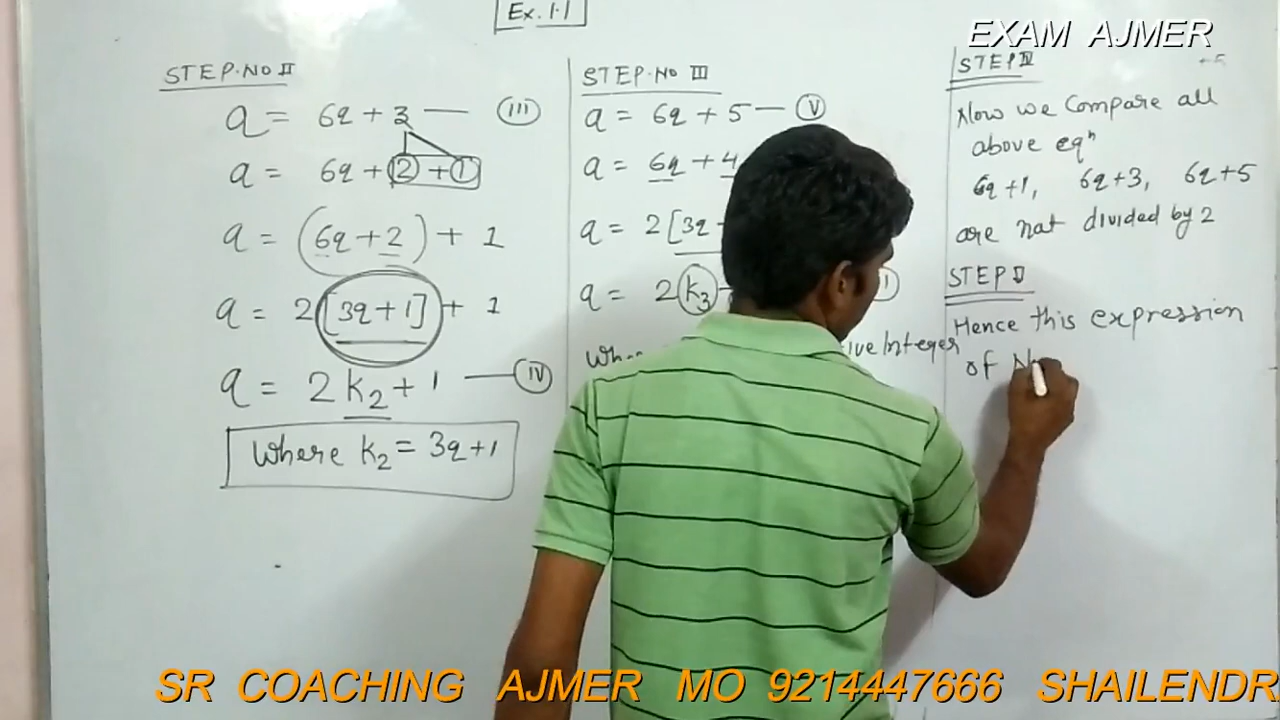 Ex. 1.1
EXAM AJMER
STEP.NO II
a = 6q + 3 — III
a = 6q + 2 + 1
a = (6q + 2) + 1
a = 2 [3q + 1] + 1
a = 2 k₂ + 1 — IV
Where k₂ = 3q + 1
STEP.No III
a = 6q + 5 — V
a = 6q + 4
a = 2 [3q
a = 2 k₃
ive Integer
STEP IV
Now we Compare all
above eqⁿ
6q+1, 6q+3, 6q+5
are not divided by 2
STEP V
Hence this expression
of
SR COACHING AJMER MO 9214447666 SHAILENDR